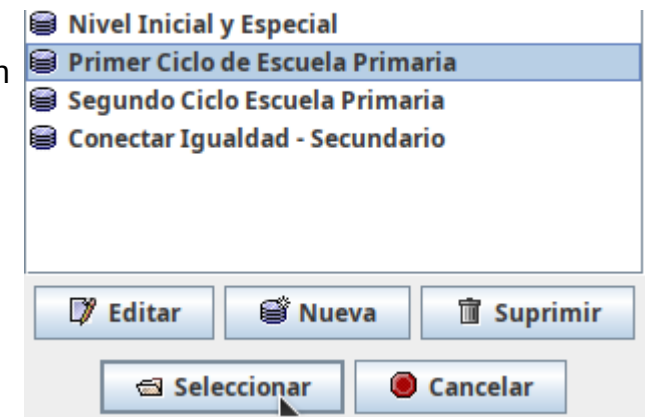 Nivel Inicial y Especial
n
Primer Ciclo de Escuela Primaria
Segundo Ciclo Escuela Primaria
Conectar Igualdad - Secundario
Editar Nueva Suprimir
Seleccionar Cancelar